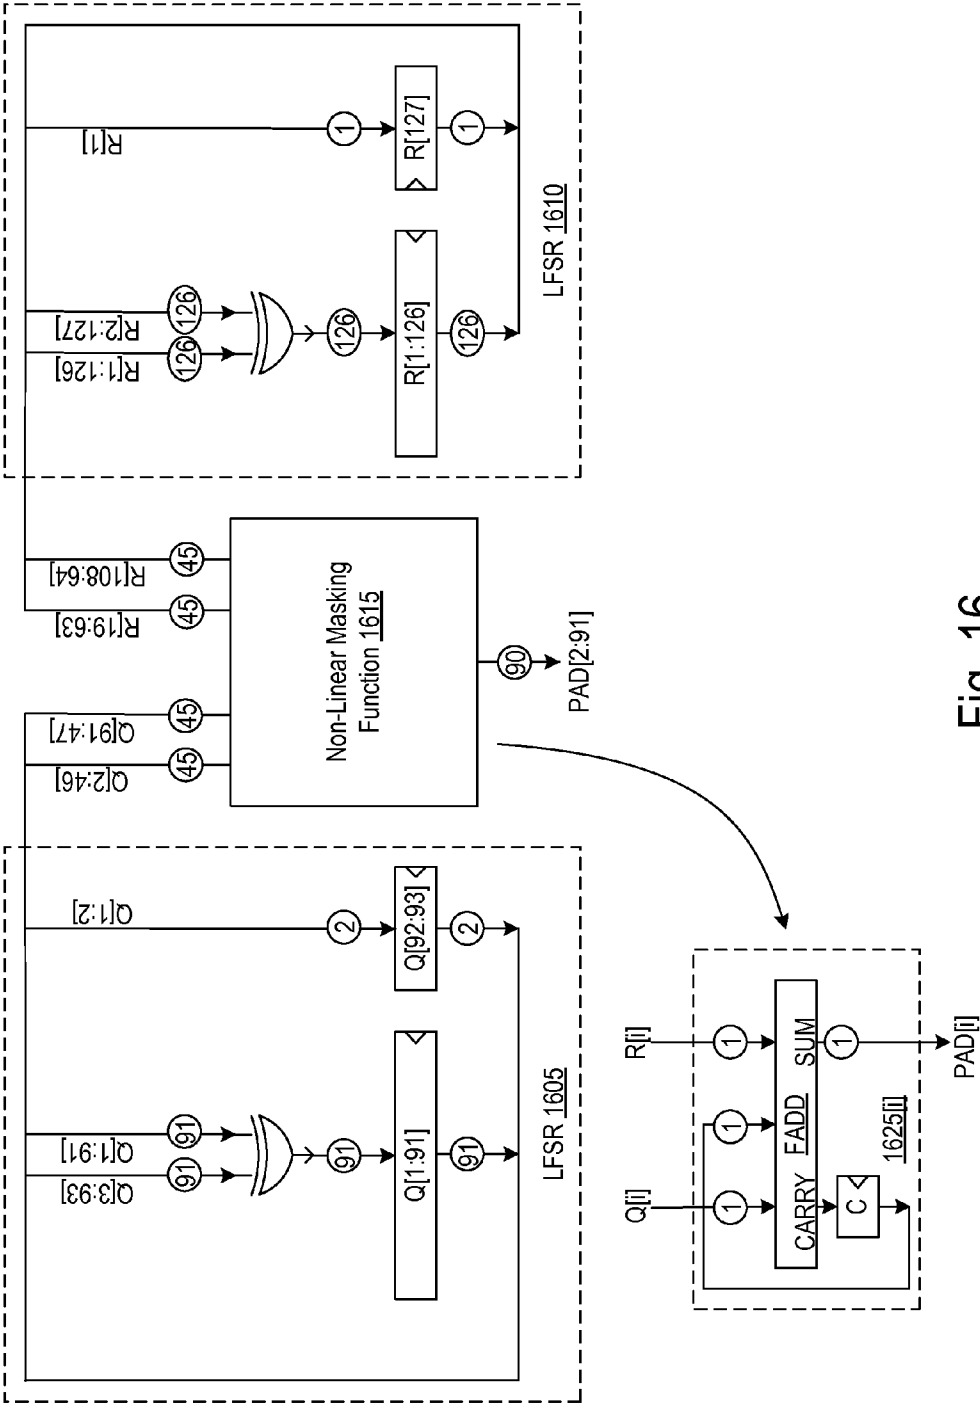 R[1]
1
R[127]
1
R[2:127]
R[1:126]
126
126
126
R[1:126]
126
LFSR 1610
R[108:64]
R[19:63]
45
45
Q[91:47]
Q[2:46]
45
45
Non-Linear Masking
Function 1615
90
PAD[2:91]
Q[1:2]
2
Q[92:93]
2
Q[1:91]
Q[3:93]
91
91
91
Q[1:91]
91
LFSR 1605
Q[i]
R[i]
1
1
1
CARRY FADD SUM
C
1
1625[i]
PAD[i]
Fig. 16